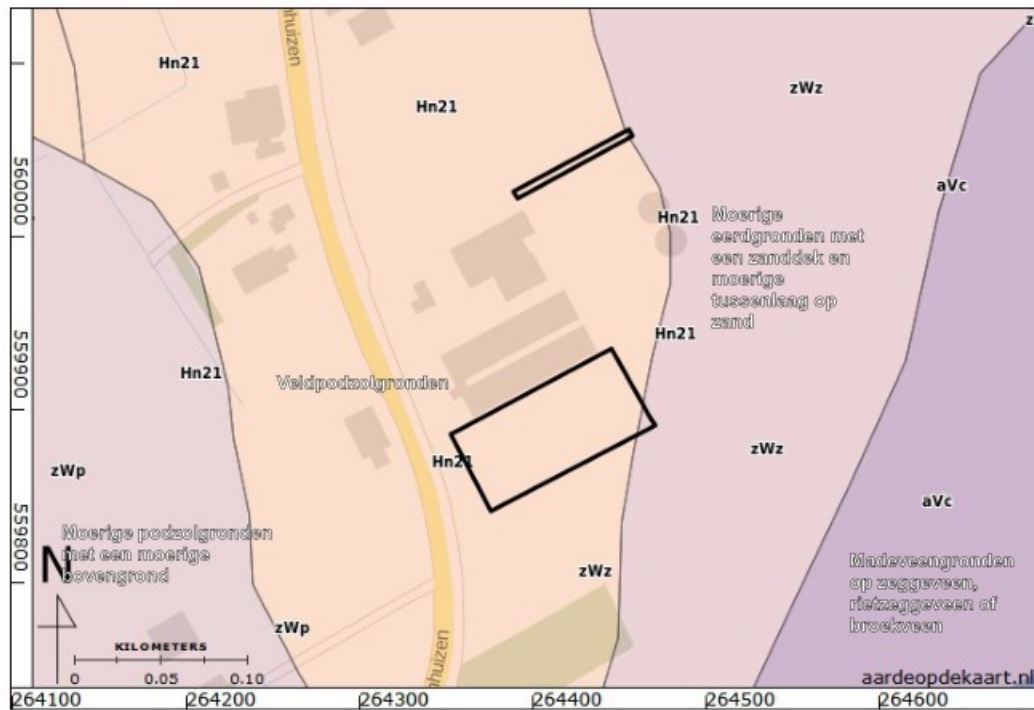 nhuizen
z
Hn21
Hn21
zWz
aVc
560000
Hn21
Moerige
eerdgronden met
een zanddek en
moerige
tussenlaag op
zand
559900
Hn21
Hn21
Veldpodzolgronden
Hn21
zWz
zWp
aVc
559800
Moerige podzolgronden
met een moerige
bovengrond
N
zWz
Madeveengronden
op zeggeveen,
rietzeggeveen of
broekveen
zWp
KILOMETERS
0 0.05 0.10
nhuizen
aardeopdekaart.nl
264100 264200 264300 264400 264500 264600